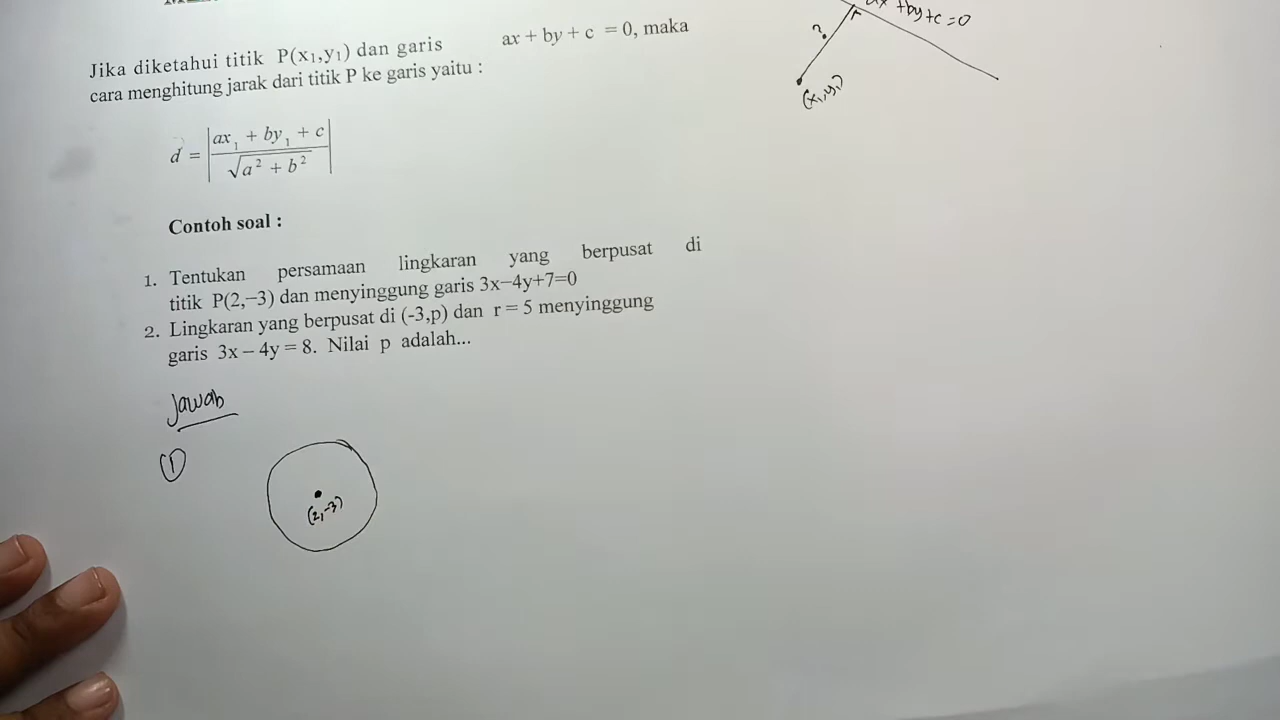 ax + by + c = 0
?
(x₁, y₁)
Jika diketahui titik P(x₁,y₁) dan garis ax + by + c = 0, maka
cara menghitung jarak dari titik P ke garis yaitu :
d = |ax₁ + by₁ + c / √a² + b²|
Contoh soal :
1. Tentukan persamaan lingkaran yang berpusat di
titik P(2,−3) dan menyinggung garis 3x−4y+7=0
2. Lingkaran yang berpusat di (-3,p) dan r = 5 menyinggung
garis 3x – 4y = 8. Nilai p adalah...
Jawab
1
(2,-3)